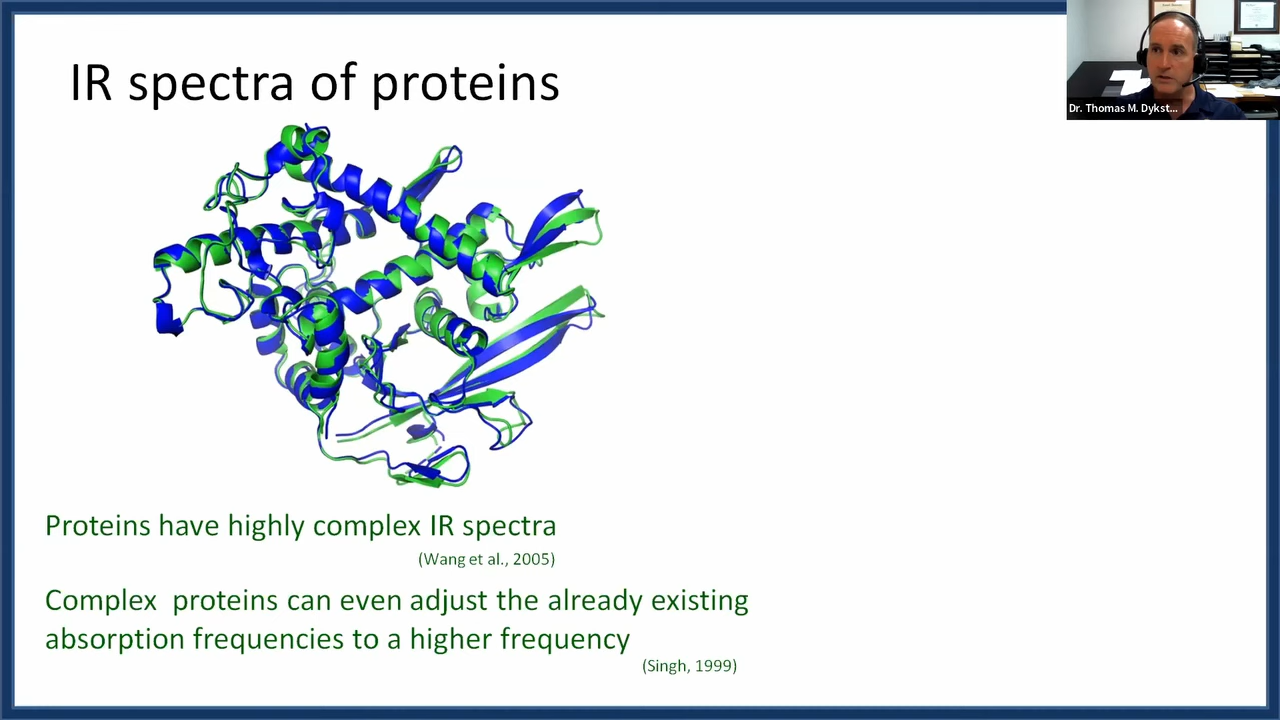 IR spectra of proteins
Dr. Thomas M. Dykst...
Proteins have highly complex IR spectra
(Wang et al., 2005)
Complex  proteins can even adjust the already existing
absorption frequencies to a higher frequency
(Singh, 1999)